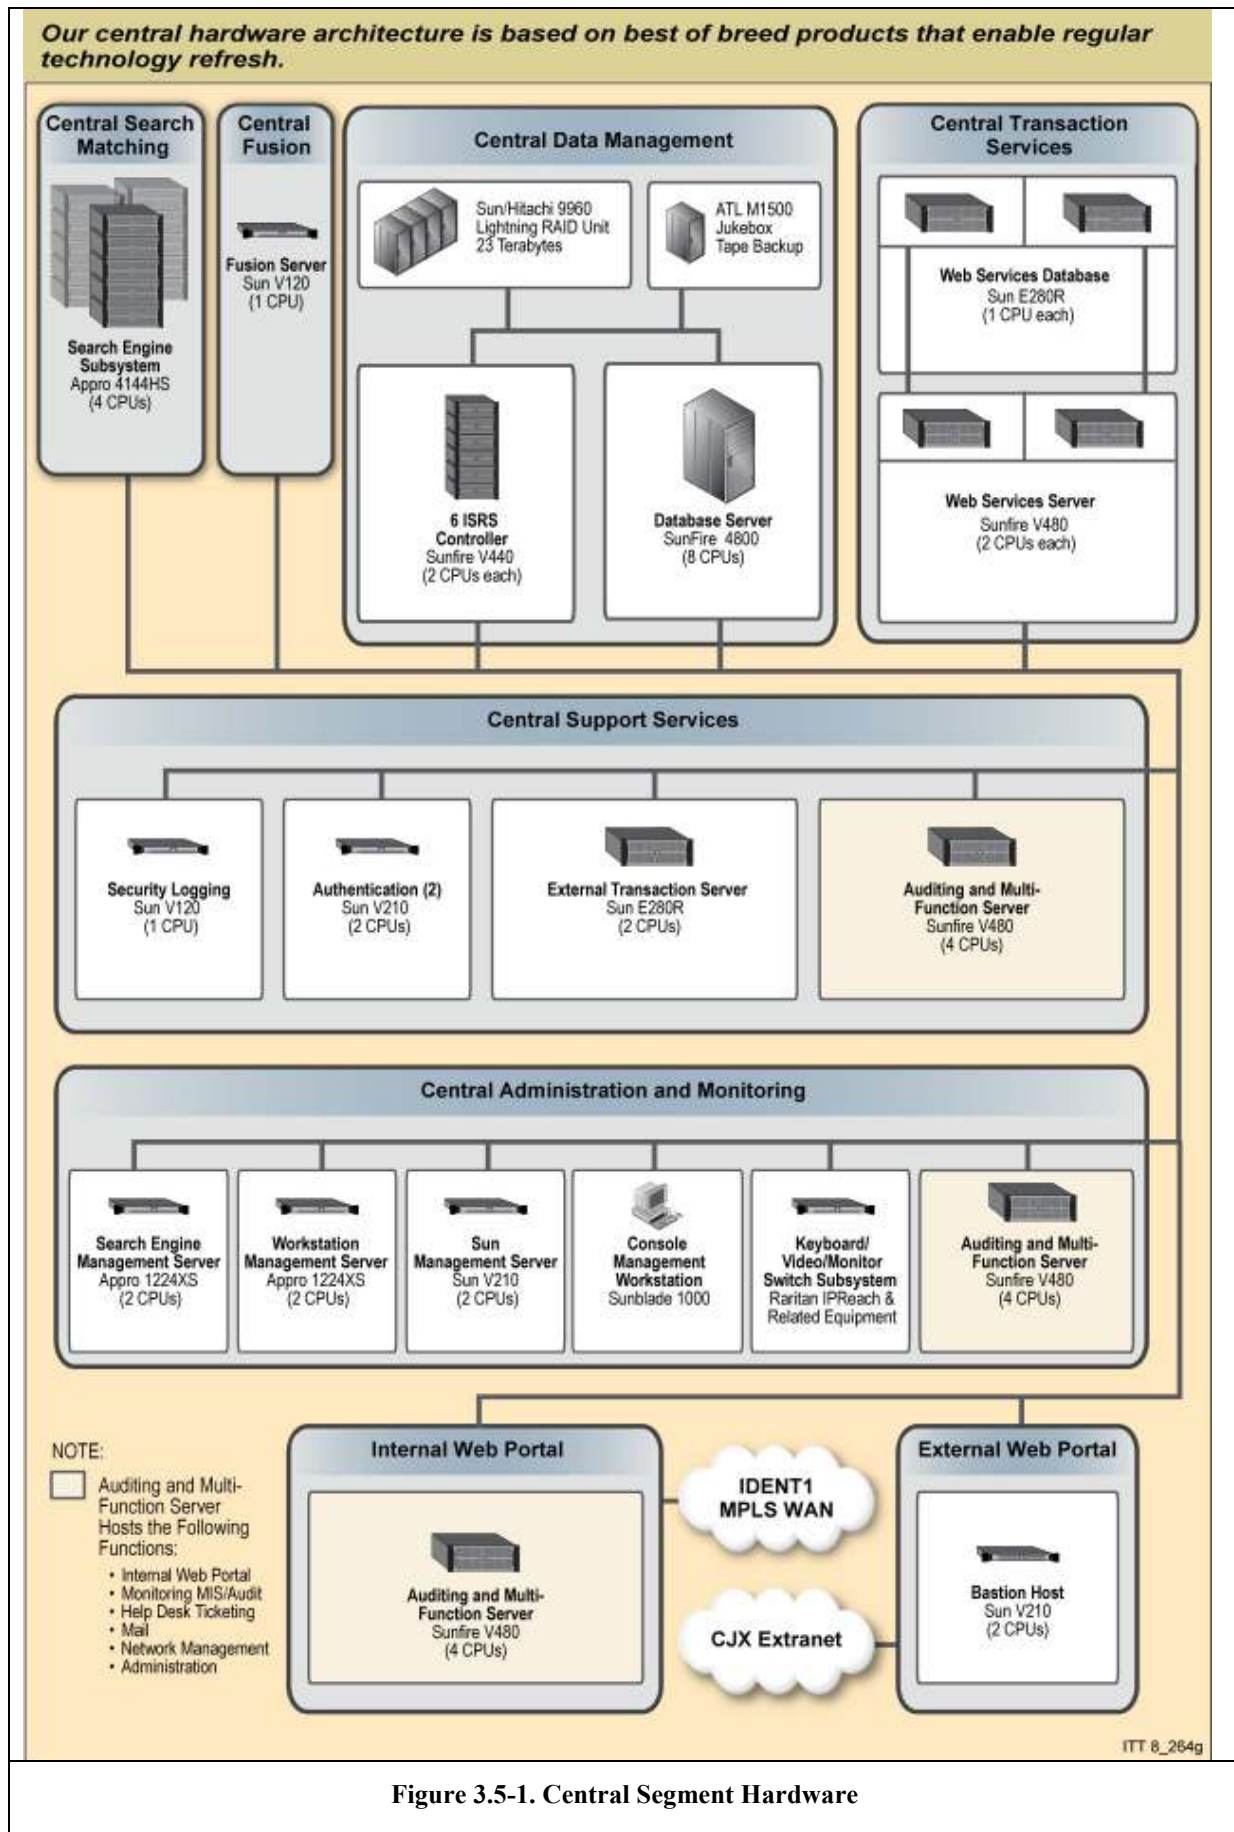 Our central hardware architecture is based on best of breed products that enable regular
technology refresh.
Central Search
Matching
Search Engine
Subsystem
Appro 4144HS
(4 CPUs)
Central
Fusion
Fusion Server
Sun V120
(1 CPU)
Central Data Management
Sun/Hitachi 9960
Lightning RAID Unit
23 Terabytes
ATL M1500
Jukebox
Tape Backup
6 ISRS
Controller
Sunfire V440
(2 CPUs each)
Database Server
SunFire 4800
(8 CPUs)
Central Transaction
Services
Web Services Database
Sun E280R
(1 CPU each)
Web Services Server
Sunfire V480
(2 CPUs each)
Central Support Services
Security Logging
Sun V120
(1 CPU)
Authentication (2)
Sun V210
(2 CPUs)
External Transaction Server
Sun E280R
(2 CPUs)
Auditing and Multi-
Function Server
Sunfire V480
(4 CPUs)
Central Administration and Monitoring
Search Engine
Management Server
Appro 1224XS
(2 CPUs)
Workstation
Management Server
Appro 1224XS
(2 CPUs)
Sun
Management Server
Sun V210
(2 CPUs)
Console
Management
Workstation
Sunblade 1000
Keyboard/
Video/Monitor
Switch Subsystem
Raritan IPReach &
Related Equipment
Auditing and Multi-
Function Server
Sunfire V480
(4 CPUs)
NOTE:
Auditing and Multi-
Function Server
Hosts the Following
Functions:
• Internal Web Portal
• Monitoring MIS/Audit
• Help Desk Ticketing
• Mail
• Network Management
• Administration
Internal Web Portal
Auditing and Multi-
Function Server
Sunfire V480
(4 CPUs)
IDENT1
MPLS WAN
CJX Extranet
External Web Portal
Bastion Host
Sun V210
(2 CPUs)
ITT 8_264g
Figure 3.5-1. Central Segment Hardware